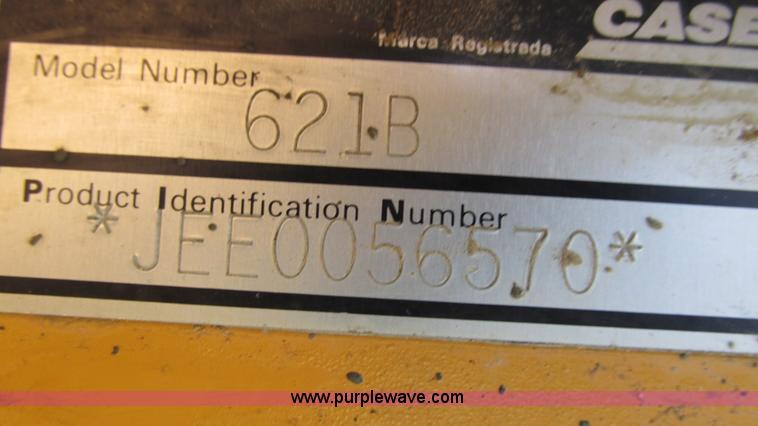 CASE
Marca Registrada
Model Number
621B
Product Identification Number
*JEE0056570*
www.purplewave.com